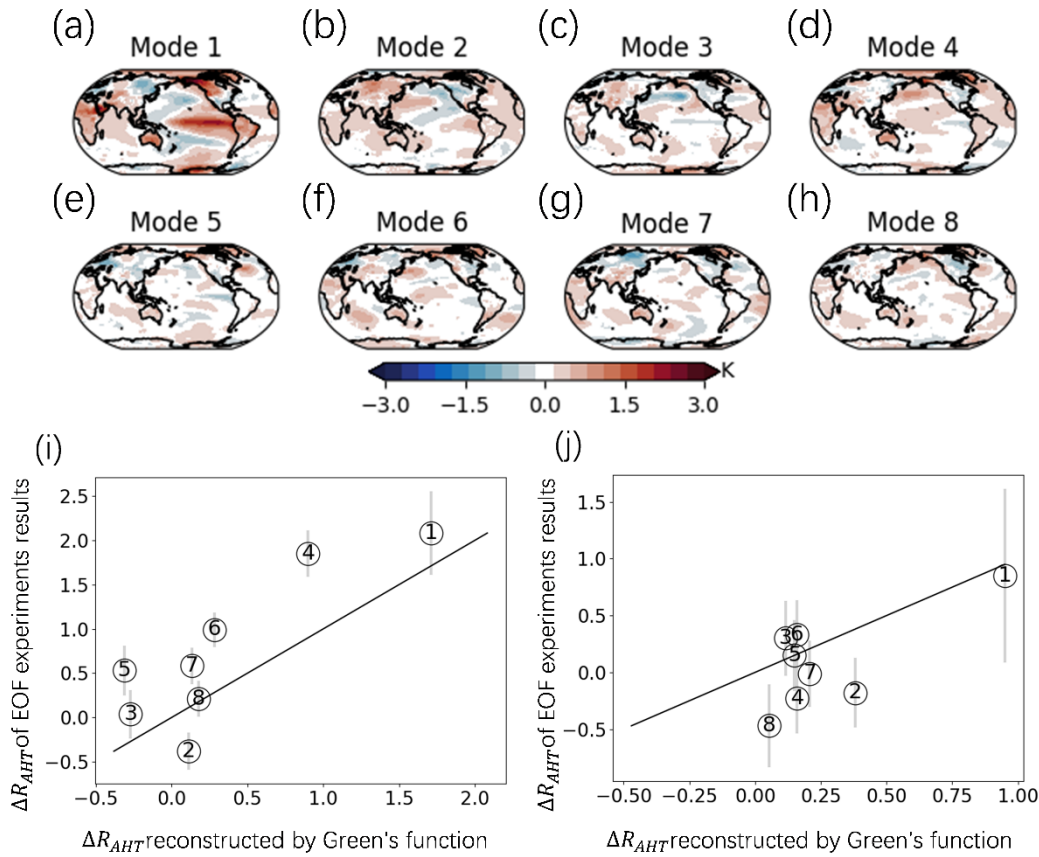 (a) (b) (c) (d)
Mode 1 Mode 2 Mode 3 Mode 4
(e) (f) (g) (h)
Mode 5 Mode 6 Mode 7 Mode 8
K
−3.0 −1.5 0.0 1.5 3.0
(i)
ΔR_AHT of EOF experiments results
2.5
2.0
1.5
1.0
0.5
0.0
−0.5
1
4
6
5
7
8
3
2
−0.5 0.0 0.5 1.0 1.5 2.0
ΔR_AHT reconstructed by Green's function
(j)
ΔR_AHT of EOF experiments results
1.5
1.0
0.5
0.0
−0.5
1
3
6
5
7
4
2
8
−0.50 −0.25 0.00 0.25 0.50 0.75 1.00
ΔR_AHT reconstructed by Green's function